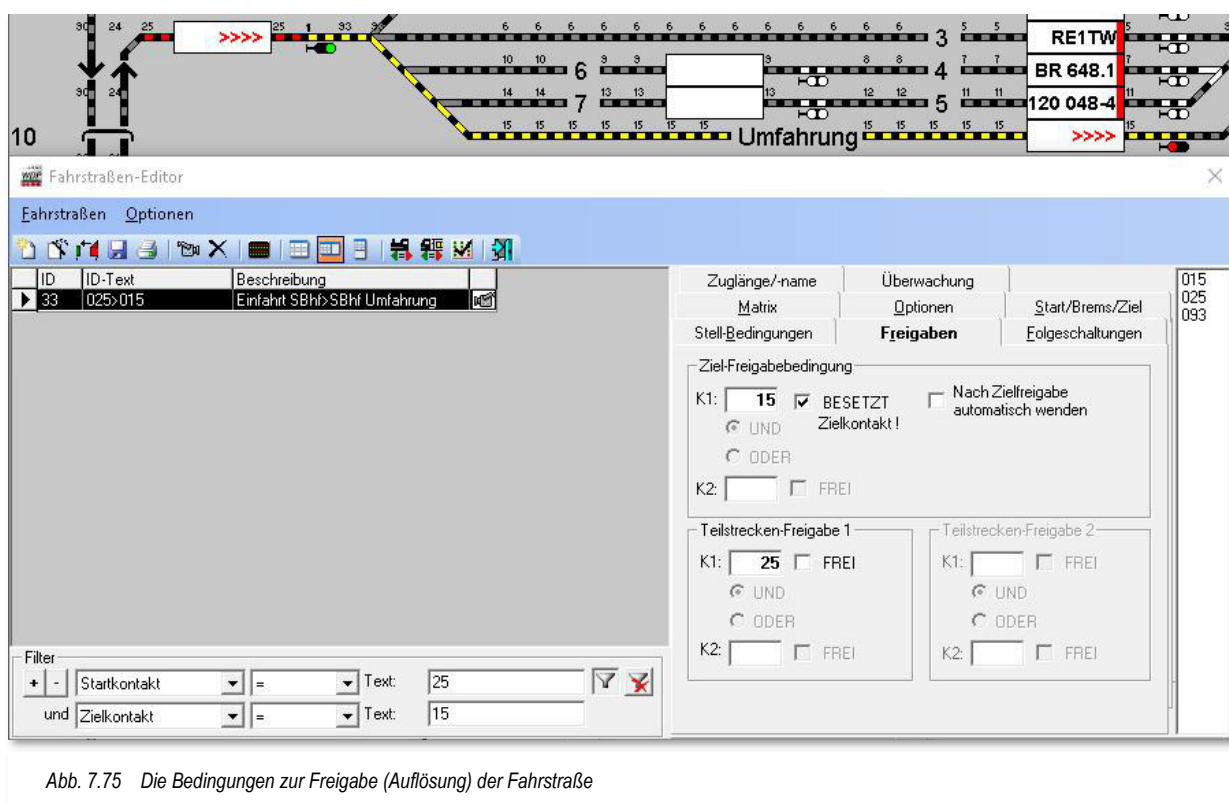 30 24 25 >>>> 25 1 33 33 6 6 6 6 6 6 6 6 6 6 3 5 5 RE1TW 5
10 10 6 9 9 9 8 8 4 7 7 BR 648.1 7
30 24 14 14 7 13 13 13 12 12 5 11 11 120 048-4 11
10 15 15 15 15 15 15 15 Umfahrung 15 15 15 15 15 >>>> 15
Fahrstraßen-Editor
Fahrstraßen Optionen
ID ID-Text Beschreibung
33 025>015 Einfahrt SBhf>SBhf Umfahrung
Zuglänge/-name Überwachung
Matrix Optionen Start/Brems/Ziel
Stell-Bedingungen Freigaben Folgeschaltungen
015
025
093
Ziel-Freigabebedingung
K1: 15 BESETZT
Zielkontakt !
Nach Zielfreigabe
automatisch wenden
UND
ODER
K2: FREI
Teilstrecken-Freigabe 1
K1: 25 FREI
UND
ODER
K2: FREI
Teilstrecken-Freigabe 2
K1: FREI
UND
ODER
K2: FREI
Filter
+ - Startkontakt = Text: 25
und Zielkontakt = Text: 15
Abb. 7.75 Die Bedingungen zur Freigabe (Auflösung) der Fahrstraße